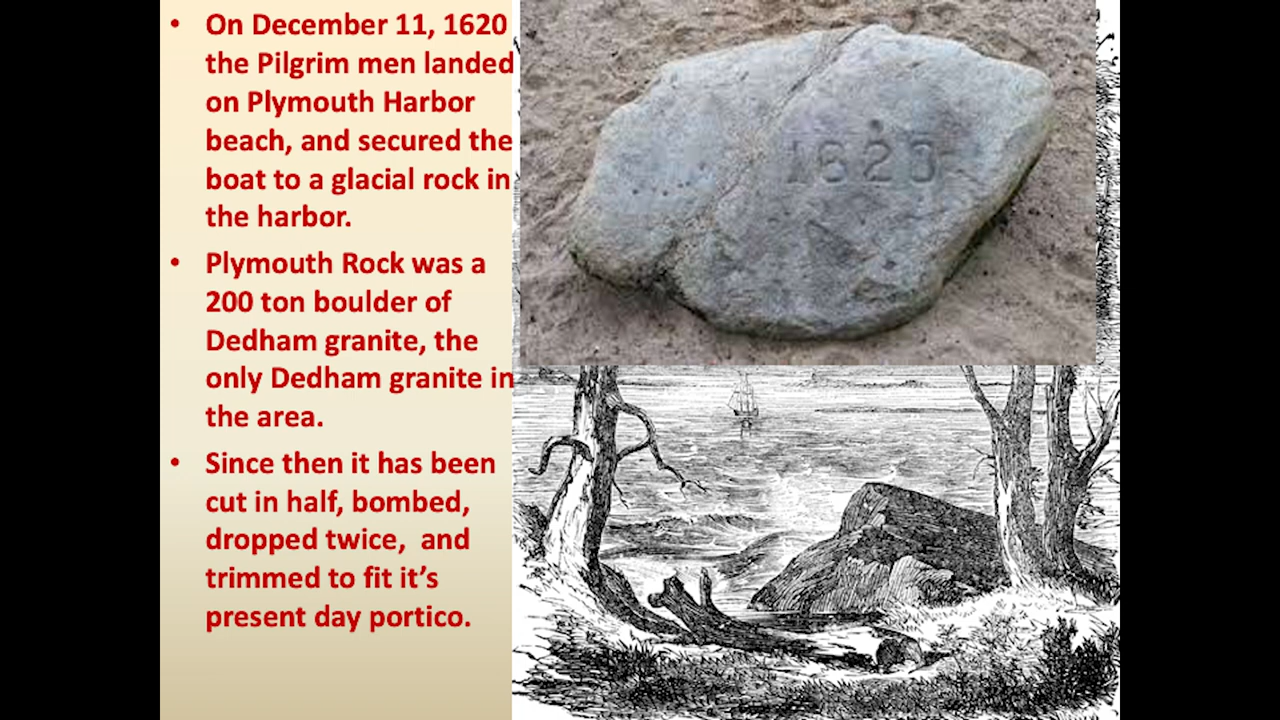 • On December 11, 1620
the Pilgrim men landed
on Plymouth Harbor
beach, and secured the
boat to a glacial rock in
the harbor.
• Plymouth Rock was a
200 ton boulder of
Dedham granite, the
only Dedham granite in
the area.
• Since then it has been
cut in half, bombed,
dropped twice,  and
trimmed to fit it’s
present day portico.
1620